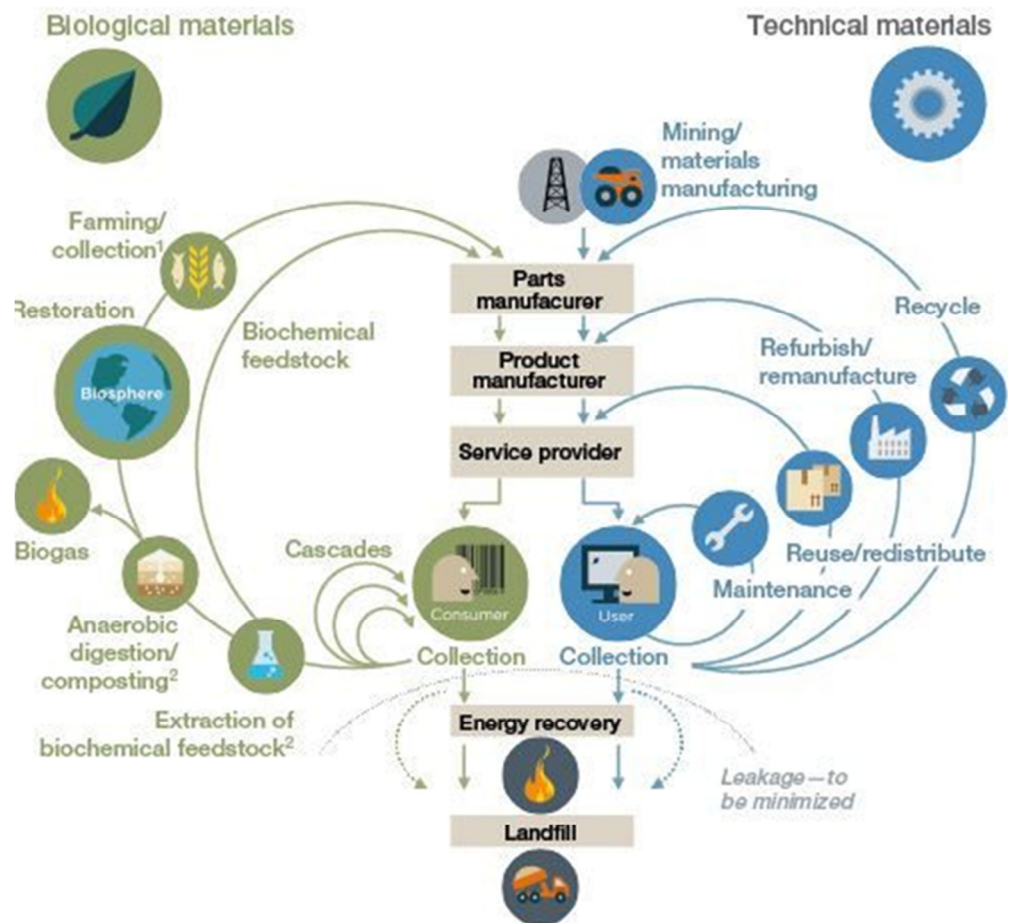 Biological materials
Technical materials
Mining/
materials
manufacturing
Farming/
collection¹
Restoration
Biosphere
Biochemical
feedstock
Parts
manufacurer
Product
manufacturer
Service provider
Recycle
Refurbish/
remanufacture
Reuse/redistribute
Maintenance
Biogas
Cascades
Consumer
User
Anaerobic
digestion/
composting²
Collection
Collection
Extraction of
biochemical feedstock²
Energy recovery
Leakage—to
be minimized
Landfill